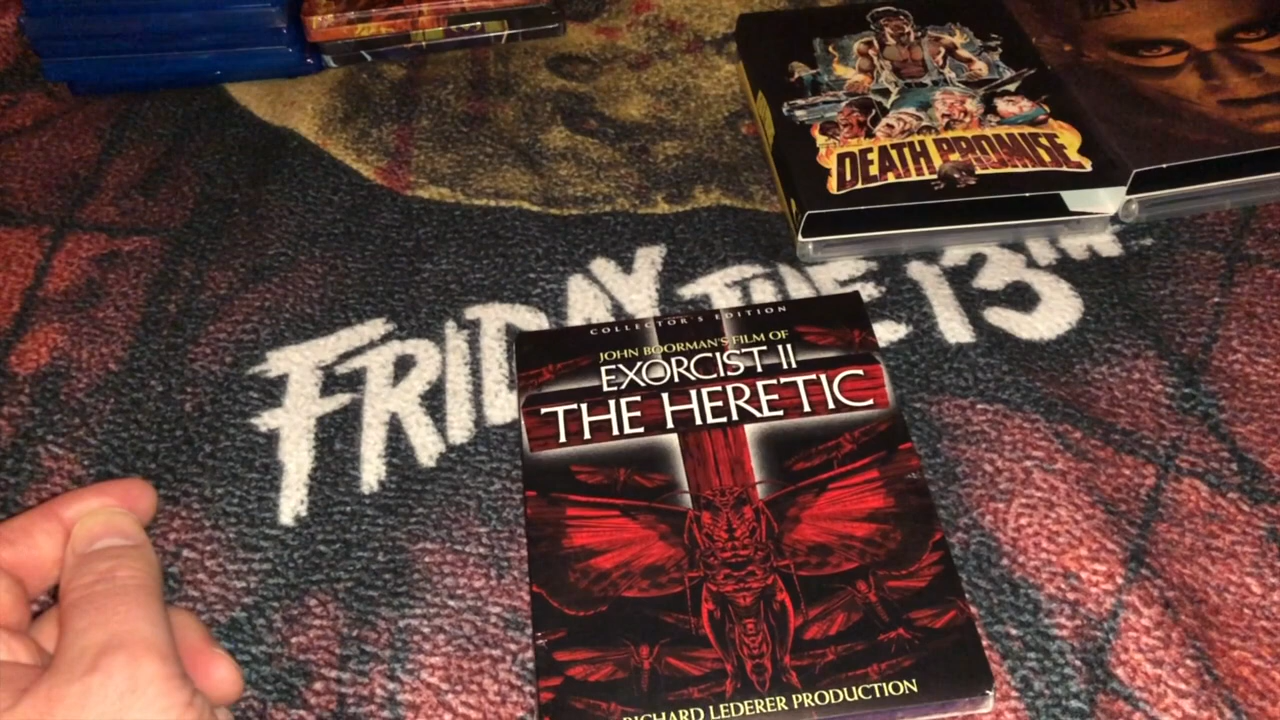 DEATH PROMISE
FRIDAY THE 13TH
COLLECTOR'S EDITION
JOHN BOORMAN'S FILM OF
EXORCIST II
THE HERETIC
RICHARD LEDERER PRODUCTION